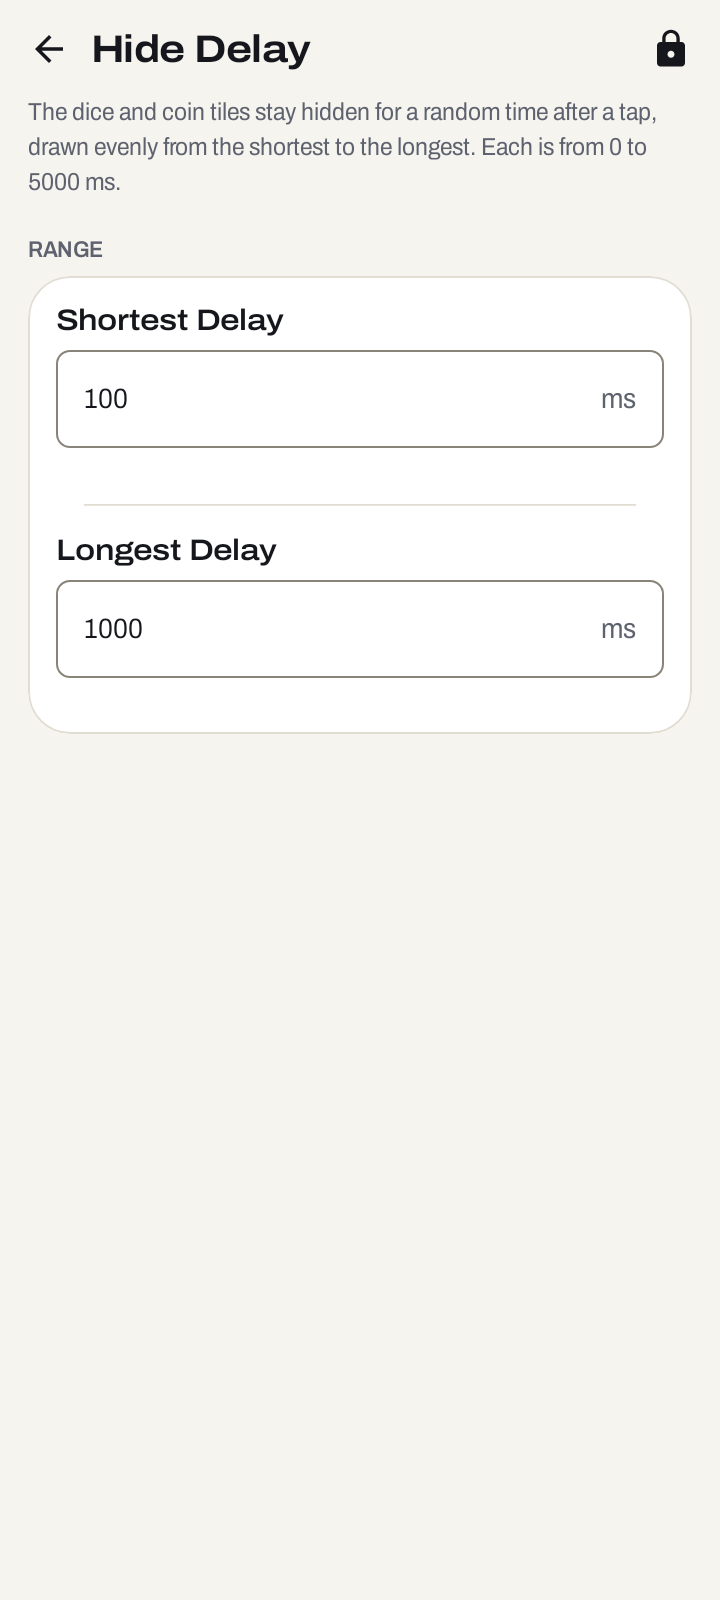 Hide Delay
The dice and coin tiles stay hidden for a random time after a tap,
drawn evenly from the shortest to the longest. Each is from 0 to
5000 ms.
RANGE
Shortest Delay
100 ms
Longest Delay
1000 ms